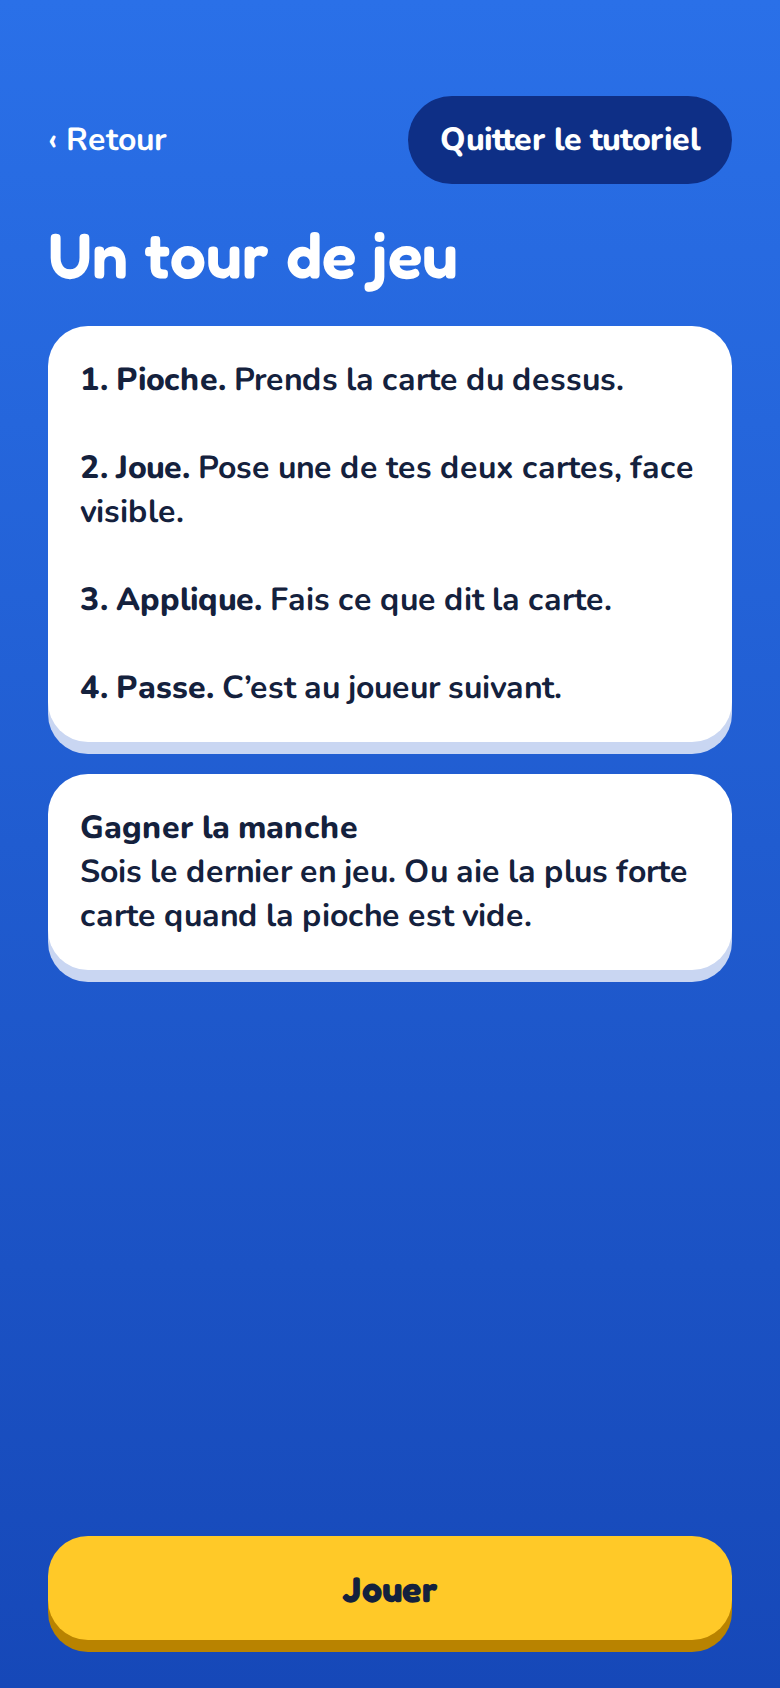 ‹ Retour
Quitter le tutoriel
Un tour de jeu
1. Pioche. Prends la carte du dessus.
2. Joue. Pose une de tes deux cartes, face
visible.
3. Applique. Fais ce que dit la carte.
4. Passe. C’est au joueur suivant.
Gagner la manche
Sois le dernier en jeu. Ou aie la plus forte
carte quand la pioche est vide.
Jouer